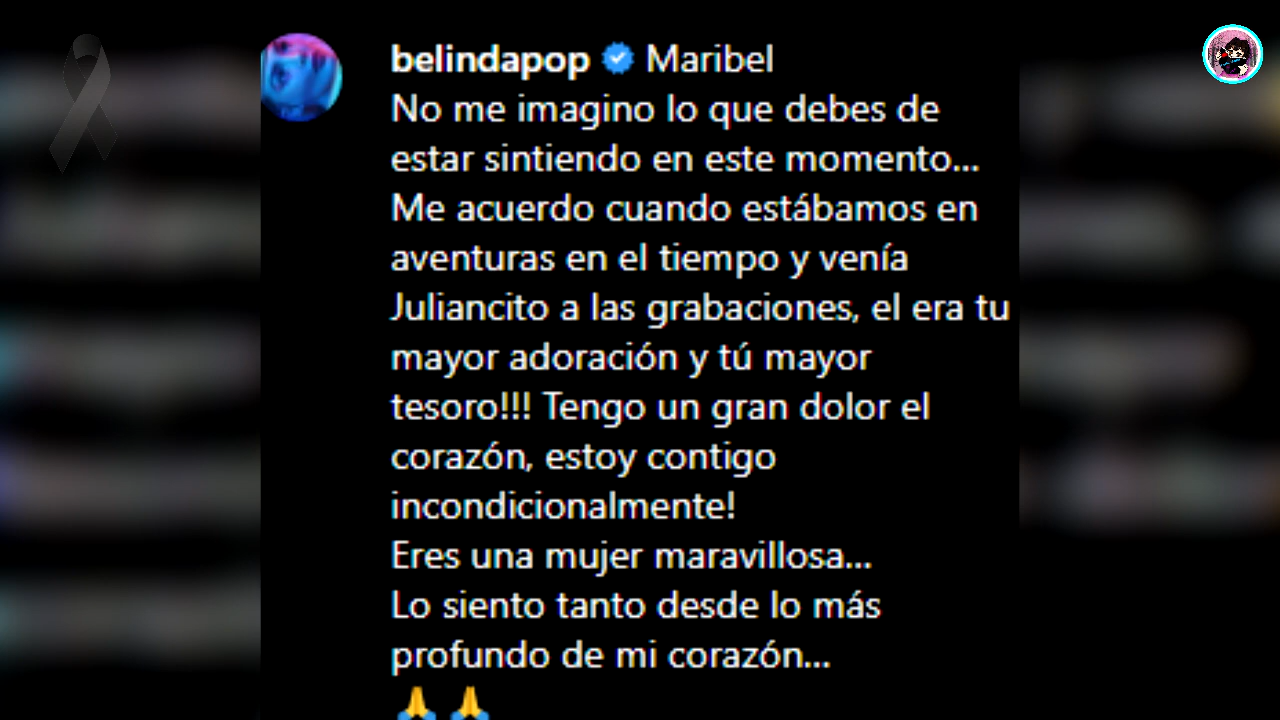 belindapop Maribel
No me imagino lo que debes de
estar sintiendo en este momento...
Me acuerdo cuando estábamos en
aventuras en el tiempo y venía
Juliancito a las grabaciones, el era tu
mayor adoración y tú mayor
tesoro!!! Tengo un gran dolor el
corazón, estoy contigo
incondicionalmente!
Eres una mujer maravillosa...
Lo siento tanto desde lo más
profundo de mi corazón...
🙏 🙏